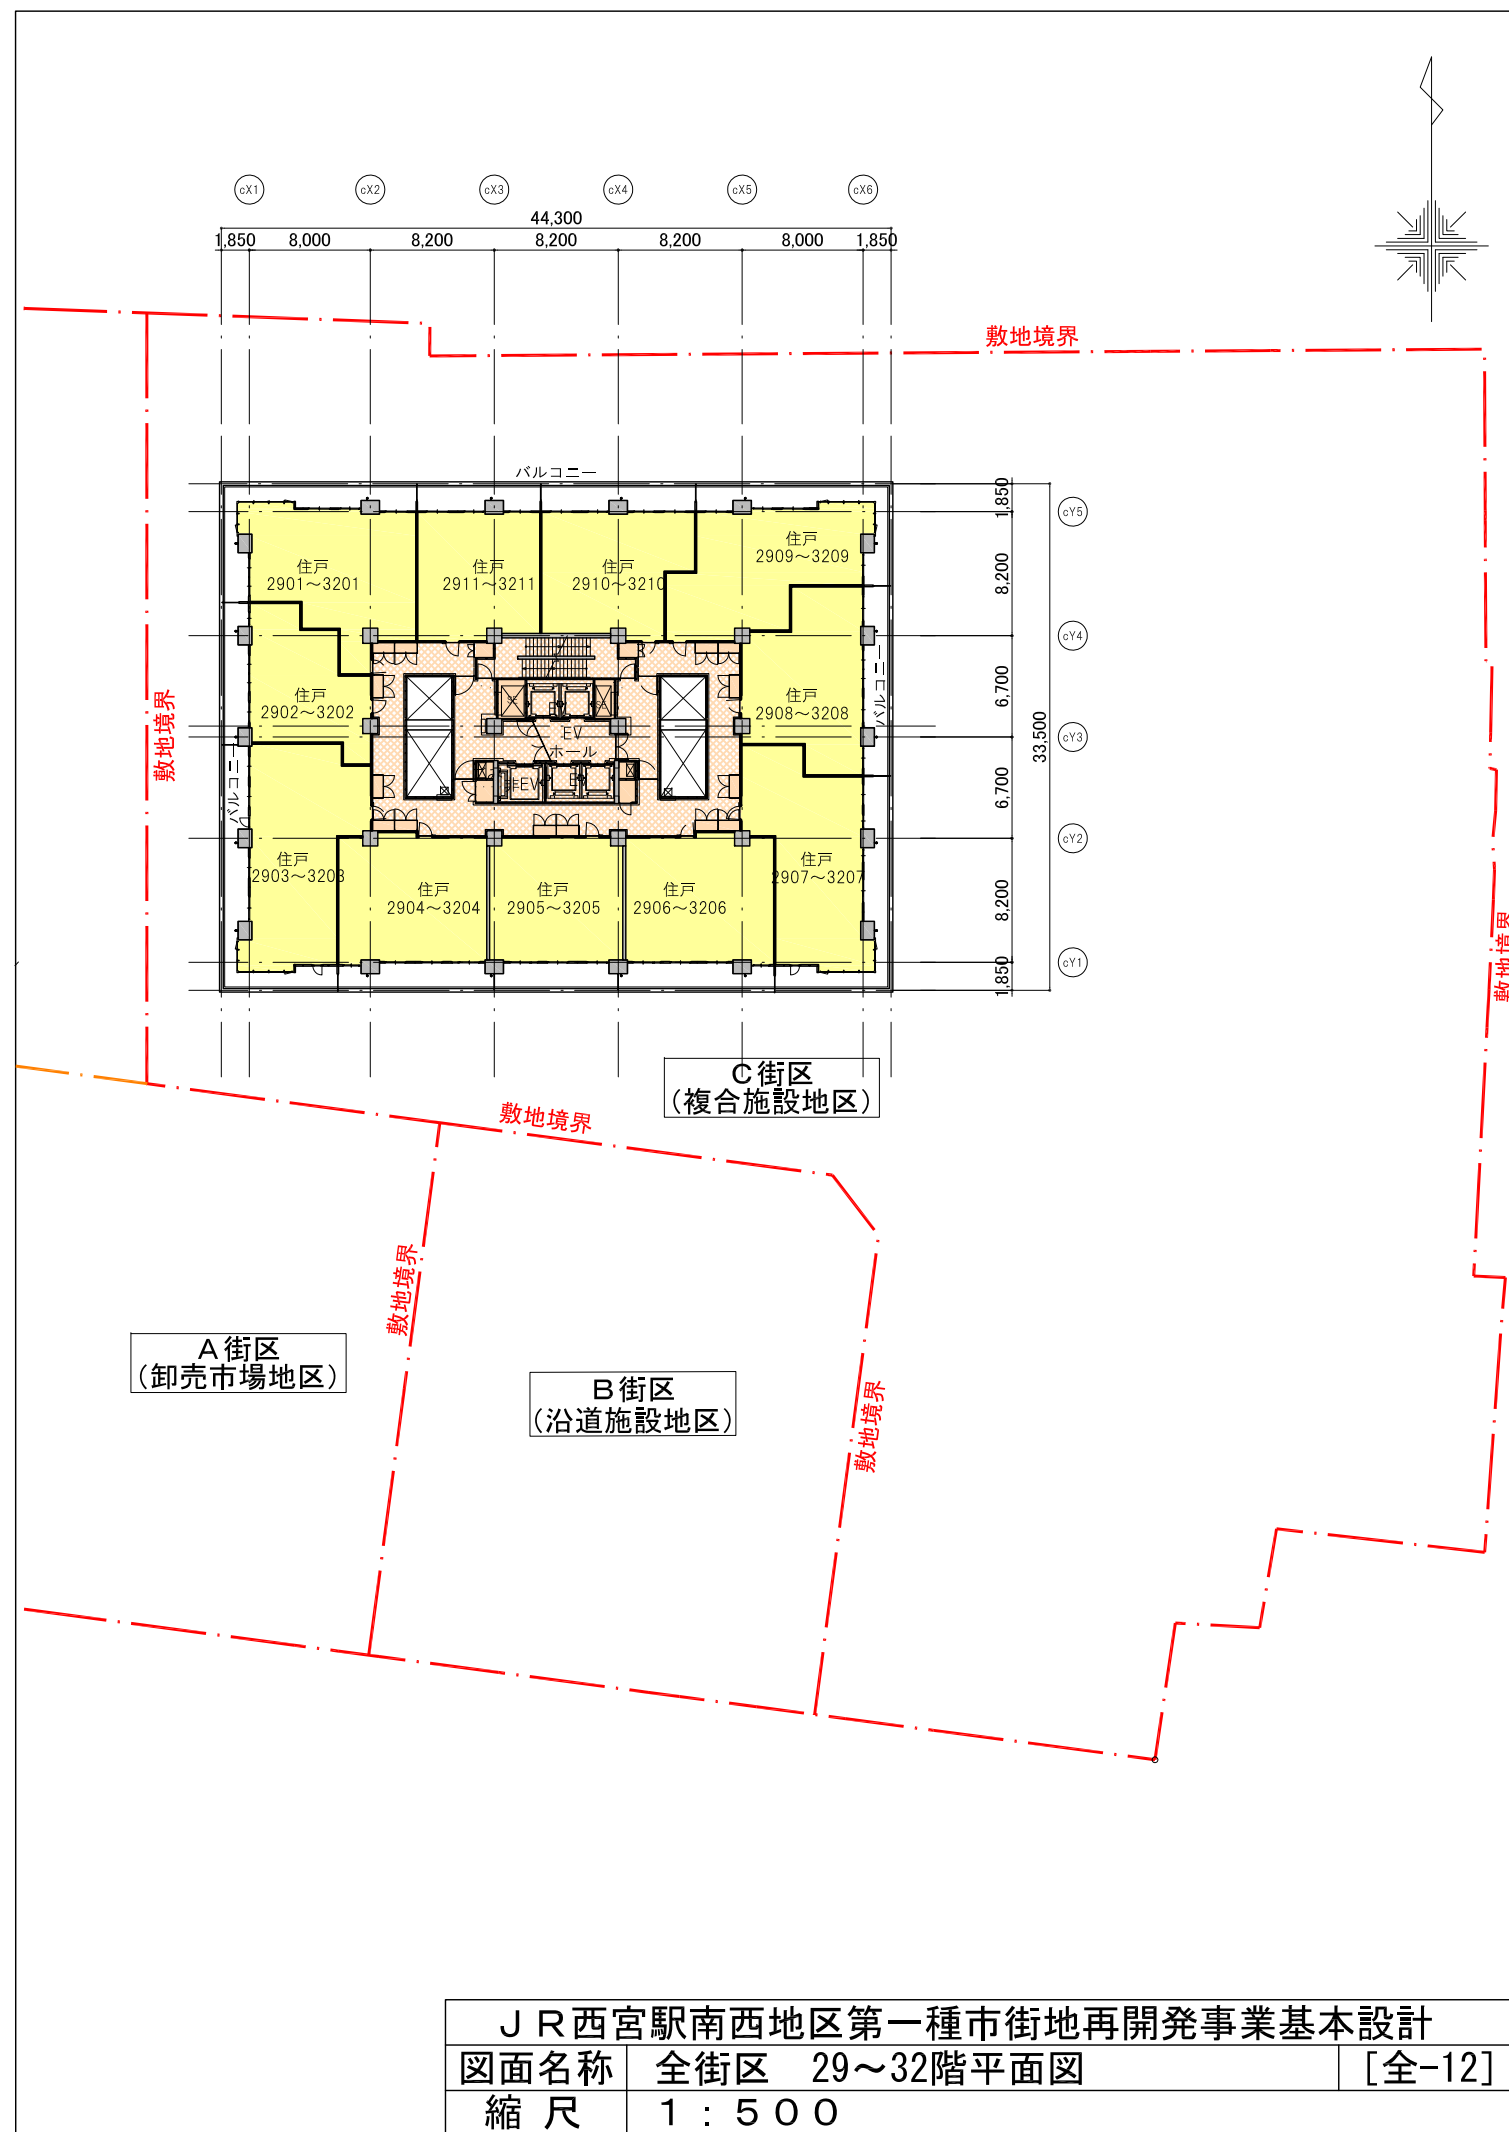 cX1 cX2 cX3 cX4 cX5 cX6
44,300
1,850 8,000 8,200 8,200 8,200 8,000 1,850
敷地境界
バルコニー
1,850
cY5
住戸
2909～3209
住戸
2901～3201
住戸
2911～3211
住戸
2910～3210
8,200
cY4
敷地境界
住戸
2902～3202
住戸
2908～3208
バルコニー
6,700
33,500
SE
EV
SE
EV
ホール
cY3
バルコニー
非EV
EV
6,700
cY2
住戸
2903～3203
住戸
2904～3204
住戸
2905～3205
住戸
2906～3206
住戸
2907～3207
8,200
敷地境界
1,850
cY1
C街区
(複合施設地区)
敷地境界
敷地境界
A街区
(卸売市場地区)
B街区
(沿道施設地区)
敷地境界
JR西宮駅南西地区第一種市街地再開発事業基本設計
図面名称 全街区 29～32階平面図 [全-12]
縮尺 1:500